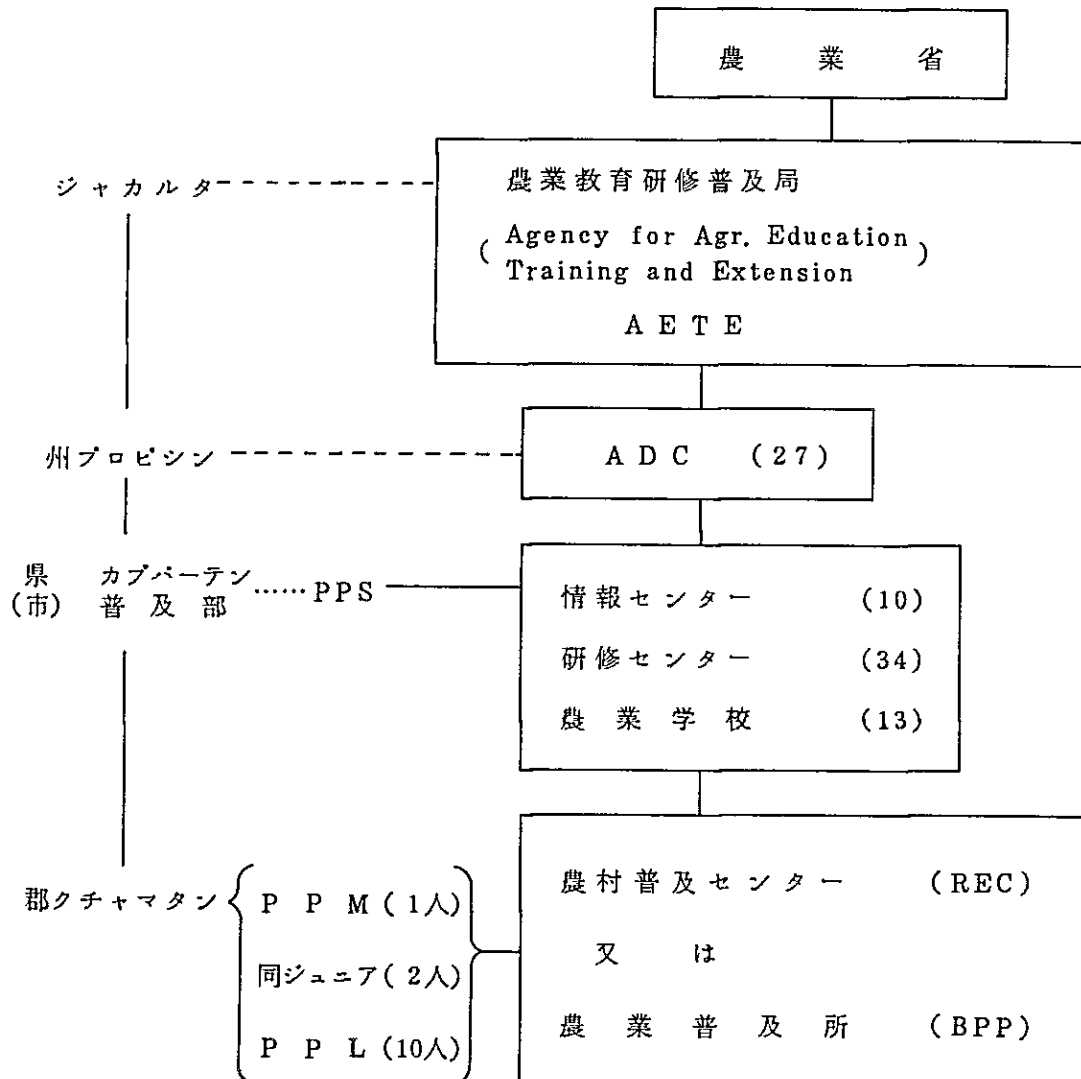 農業省
ジャカルタ
農業教育研修普及局
(Agency for Agr. Education
Training and Extension)
AETE
州プロピシン
ADC (27)
県 カブパーテン
(市) 普及部……PPS
情報センター (10)
研修センター (34)
農業学校 (13)
郡クチャマタン
PPM(1人)
同ジュニア(2人)
PPL(10人)
農村普及センター (REC)
又は
農業普及所 (BPP)